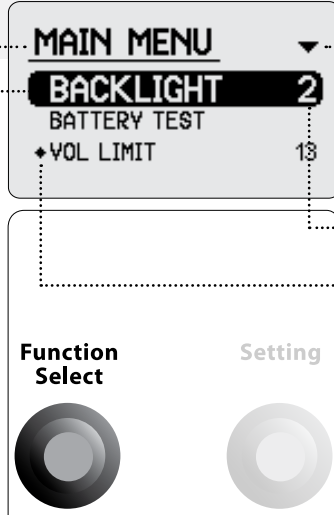 MAIN MENU
BACKLIGHT 2
BATTERY TEST
VOL LIMIT 13
Function
Select
Setting